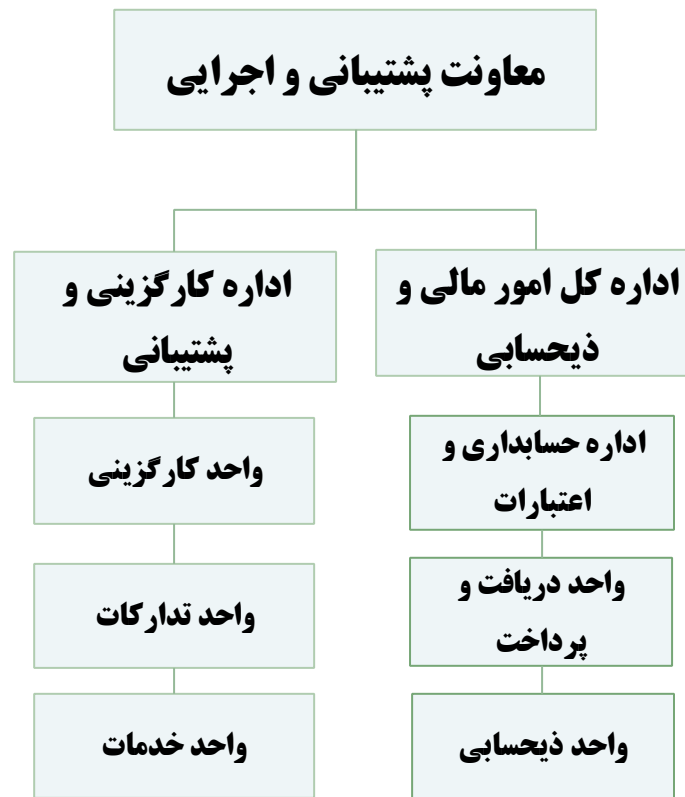 معاونت پشتیبانی و اجرایی
اداره کل امور مالی و
ذیحسابی
اداره کارگزینی و
پشتیبانی
اداره حسابداری و
اعتبارات
واحد دریافت و
پرداخت
واحد ذیحسابی
واحد کارگزینی
واحد تدارکات
واحد خدمات